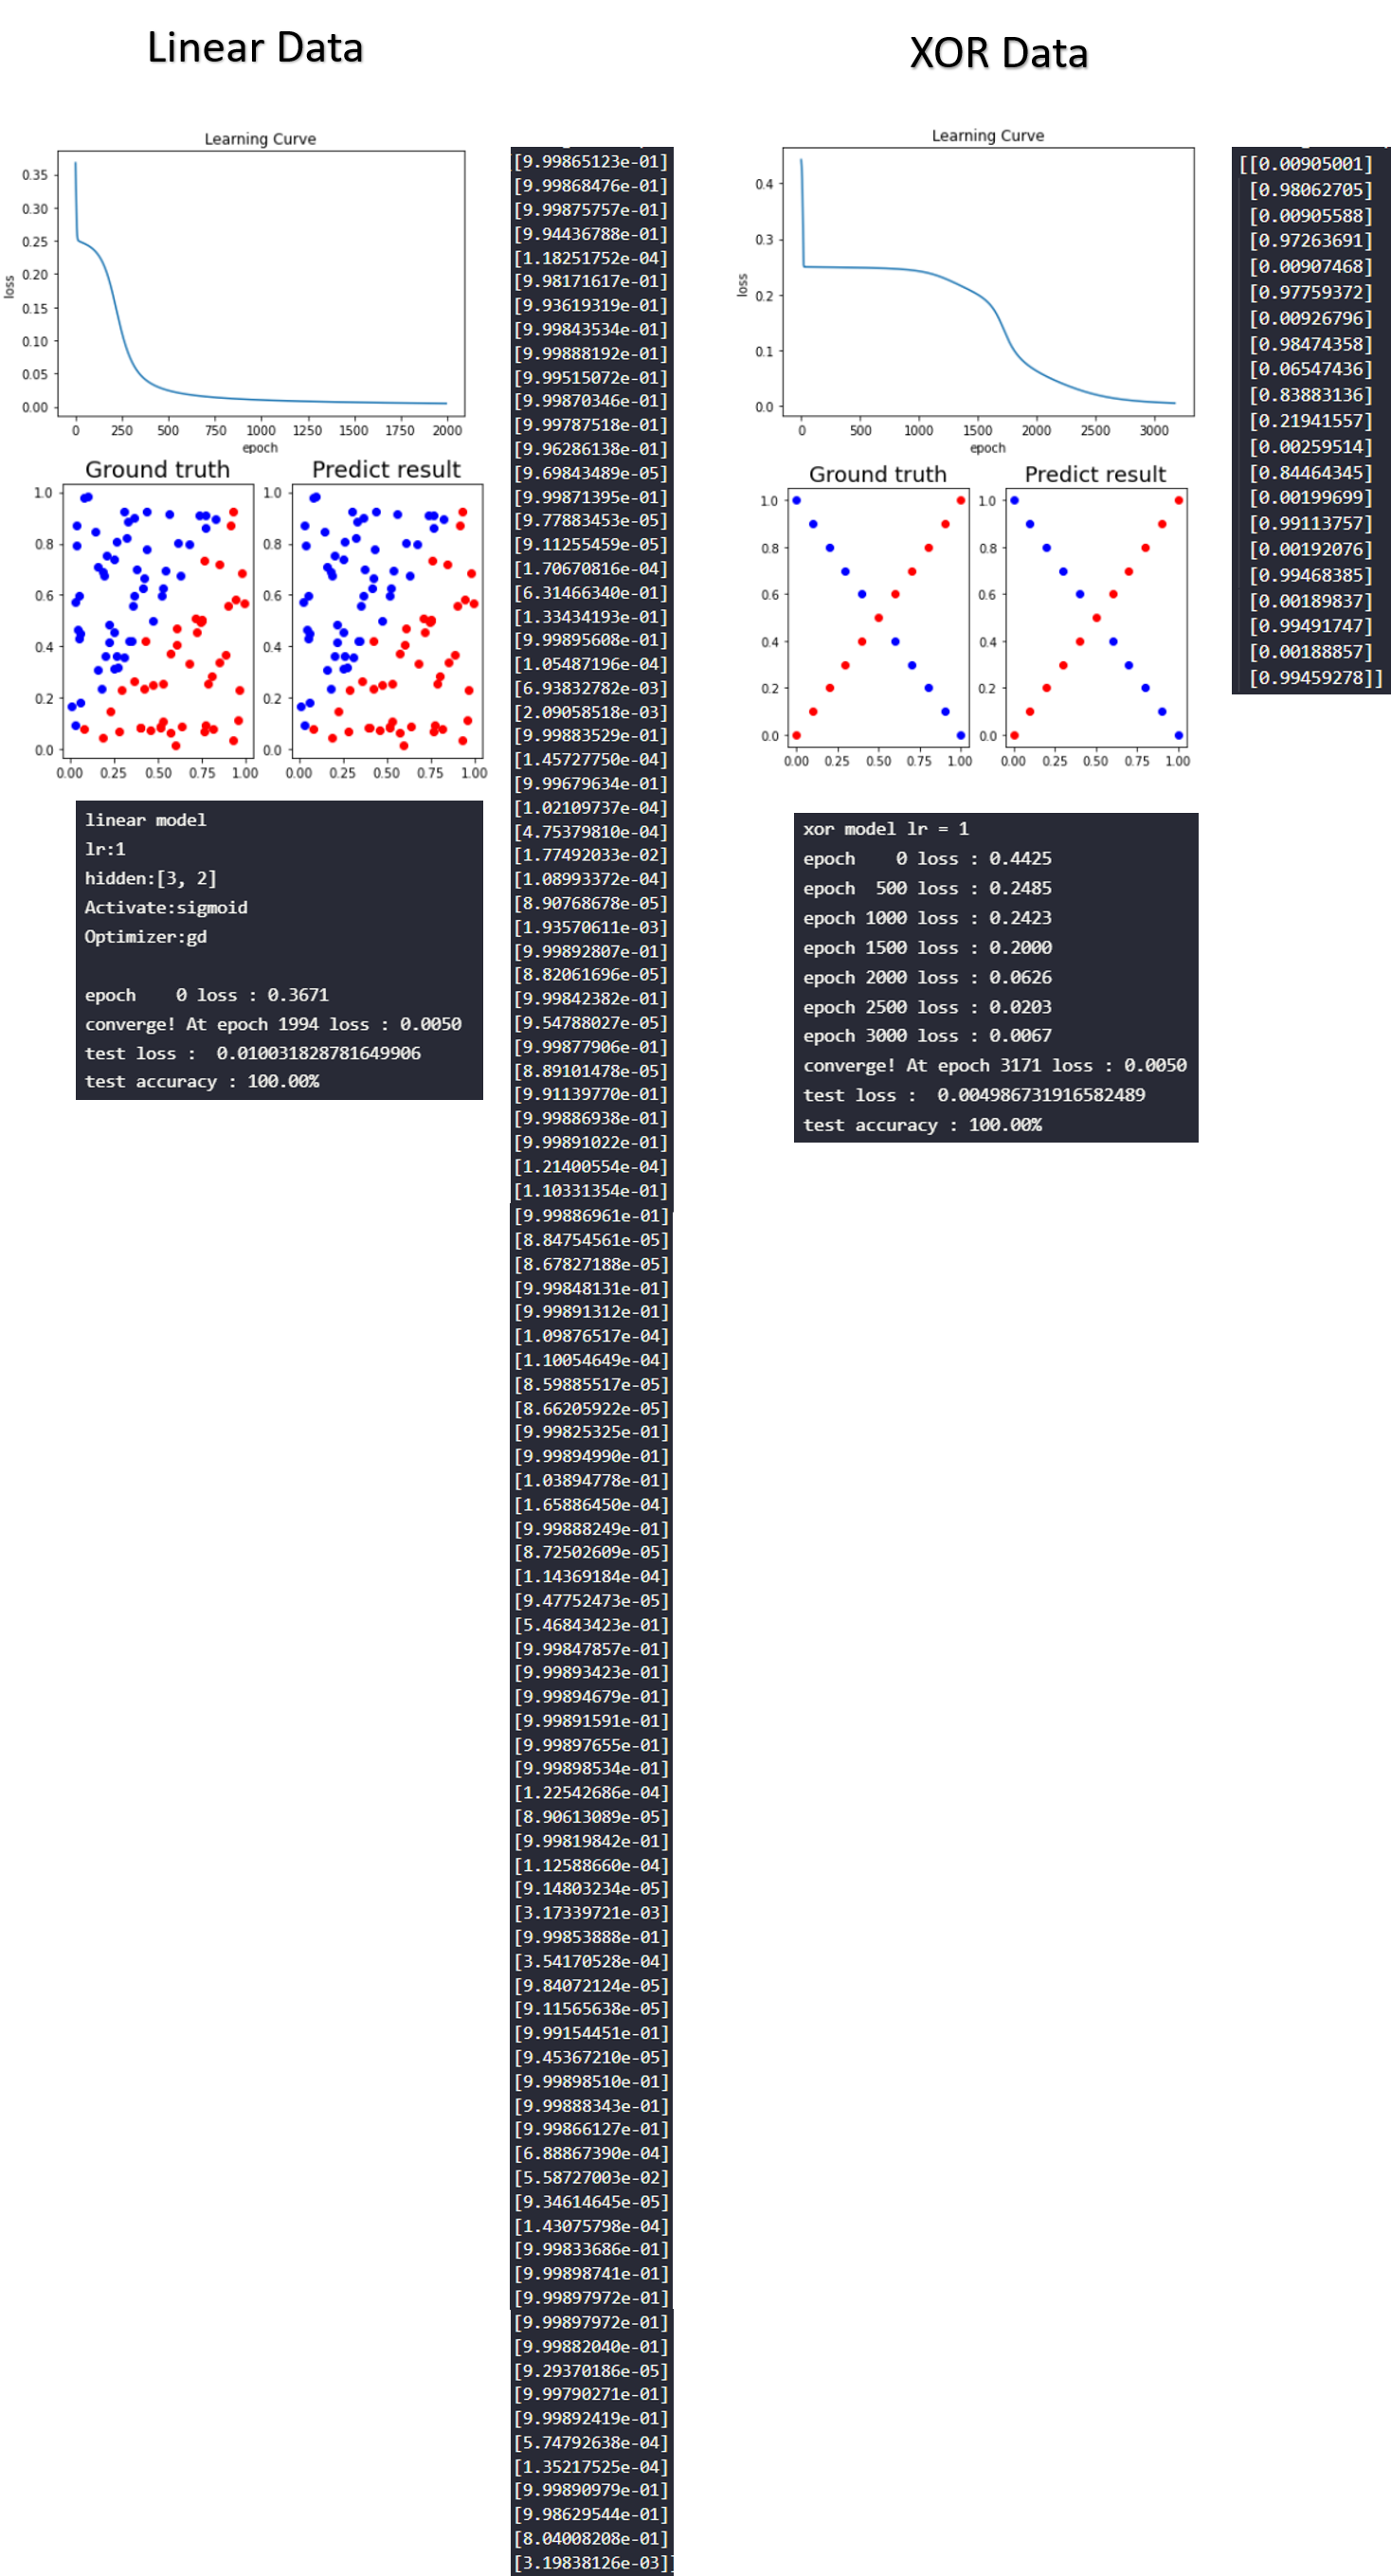 Linear Data
Learning Curve
0.35
0.30
0.25
0.20
0.15
0.10
0.05
0.00
loss
0 250 500 750 1000 1250 1500 1750 2000
epoch
Ground truth
1.0
0.8
0.6
0.4
0.2
0.0
0.00 0.25 0.50 0.75 1.00
Predict result
1.0
0.8
0.6
0.4
0.2
0.0
0.00 0.25 0.50 0.75 1.00
linear model
lr:1
hidden:[3, 2]
Activate:sigmoid
Optimizer:gd
epoch    0 loss : 0.3671
converge! At epoch 1994 loss : 0.0050
test loss :  0.010031828781649906
test accuracy : 100.00%
[9.99865123e-01]
[9.99868476e-01]
[9.99875757e-01]
[9.94436788e-01]
[1.18251752e-04]
[9.98171617e-01]
[9.93619319e-01]
[9.99843534e-01]
[9.99888192e-01]
[9.99515072e-01]
[9.99870346e-01]
[9.99787518e-01]
[9.96286138e-01]
[9.69843489e-05]
[9.99871395e-01]
[9.77883453e-05]
[9.11255459e-05]
[1.70670816e-04]
[6.31466340e-01]
[1.33434193e-01]
[9.99895608e-01]
[1.05487196e-04]
[6.93832782e-03]
[2.09058518e-03]
[9.99883529e-01]
[1.45727750e-04]
[9.99679634e-01]
[1.02109737e-04]
[4.75379810e-04]
[1.77492033e-02]
[1.08993372e-04]
[8.90768678e-05]
[1.93570611e-03]
[9.99892807e-01]
[8.82061696e-05]
[9.99842382e-01]
[9.54788027e-05]
[9.99877906e-01]
[8.89101478e-05]
[9.91139770e-01]
[9.99886938e-01]
[9.99891022e-01]
[1.21400554e-04]
[1.10331354e-01]
[9.99886961e-01]
[8.84754561e-05]
[8.67827188e-05]
[9.99848131e-01]
[9.99891312e-01]
[1.09876517e-04]
[1.10054649e-04]
[8.59885517e-05]
[8.66205922e-05]
[9.99825325e-01]
[9.99894990e-01]
[1.03894778e-01]
[1.65886450e-04]
[9.99888249e-01]
[8.72502609e-05]
[1.14369184e-04]
[9.47752473e-05]
[5.46843423e-01]
[9.99847857e-01]
[9.99893423e-01]
[9.99894679e-01]
[9.99891591e-01]
[9.99897655e-01]
[9.99898534e-01]
[1.22542686e-04]
[8.90613089e-05]
[9.99819842e-01]
[1.12588660e-04]
[9.14803234e-05]
[3.17339721e-03]
[9.99853888e-01]
[3.54170528e-04]
[9.84072124e-05]
[9.11565638e-05]
[9.99154451e-01]
[9.45367210e-05]
[9.99898510e-01]
[9.99888343e-01]
[9.99866127e-01]
[6.88867390e-04]
[5.58727003e-02]
[9.34614645e-05]
[1.43075798e-04]
[9.99833686e-01]
[9.99898741e-01]
[9.99897972e-01]
[9.99897972e-01]
[9.99882040e-01]
[9.29370186e-05]
[9.99790271e-01]
[9.99892419e-01]
[5.74792638e-04]
[1.35217525e-04]
[9.99890979e-01]
[9.98629544e-01]
[8.04008208e-01]
[3.19838126e-03]]
XOR Data
Learning Curve
0.4
0.3
0.2
0.1
0.0
loss
0 500 1000 1500 2000 2500 3000
epoch
Ground truth
1.0
0.8
0.6
0.4
0.2
0.0
0.00 0.25 0.50 0.75 1.00
Predict result
1.0
0.8
0.6
0.4
0.2
0.0
0.00 0.25 0.50 0.75 1.00
xor model lr = 1
epoch    0 loss : 0.4425
epoch  500 loss : 0.2485
epoch 1000 loss : 0.2423
epoch 1500 loss : 0.2000
epoch 2000 loss : 0.0626
epoch 2500 loss : 0.0203
epoch 3000 loss : 0.0067
converge! At epoch 3171 loss : 0.0050
test loss :  0.004986731916582489
test accuracy : 100.00%
[[0.00905001]
[0.98062705]
[0.00905588]
[0.97263691]
[0.00907468]
[0.97759372]
[0.00926796]
[0.98474358]
[0.06547436]
[0.83883136]
[0.21941557]
[0.00259514]
[0.84464345]
[0.00199699]
[0.99113757]
[0.00192076]
[0.99468385]
[0.00189837]
[0.99491747]
[0.00188857]
[0.99459278]]